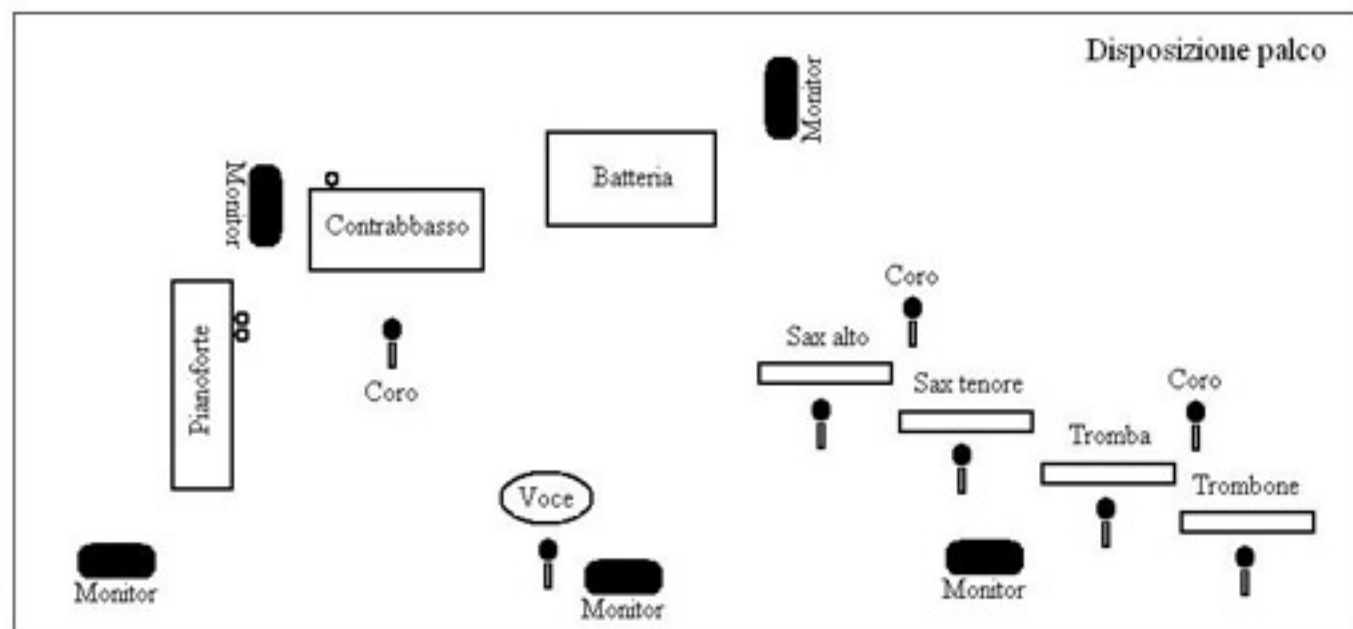 Disposizione palco
Monitor
Batteria
Monitor
Contrabbasso
Coro
Sax alto
Pianoforte
Coro
Sax tenore
Coro
Tromba
Voce
Trombone
Monitor
Monitor
Monitor